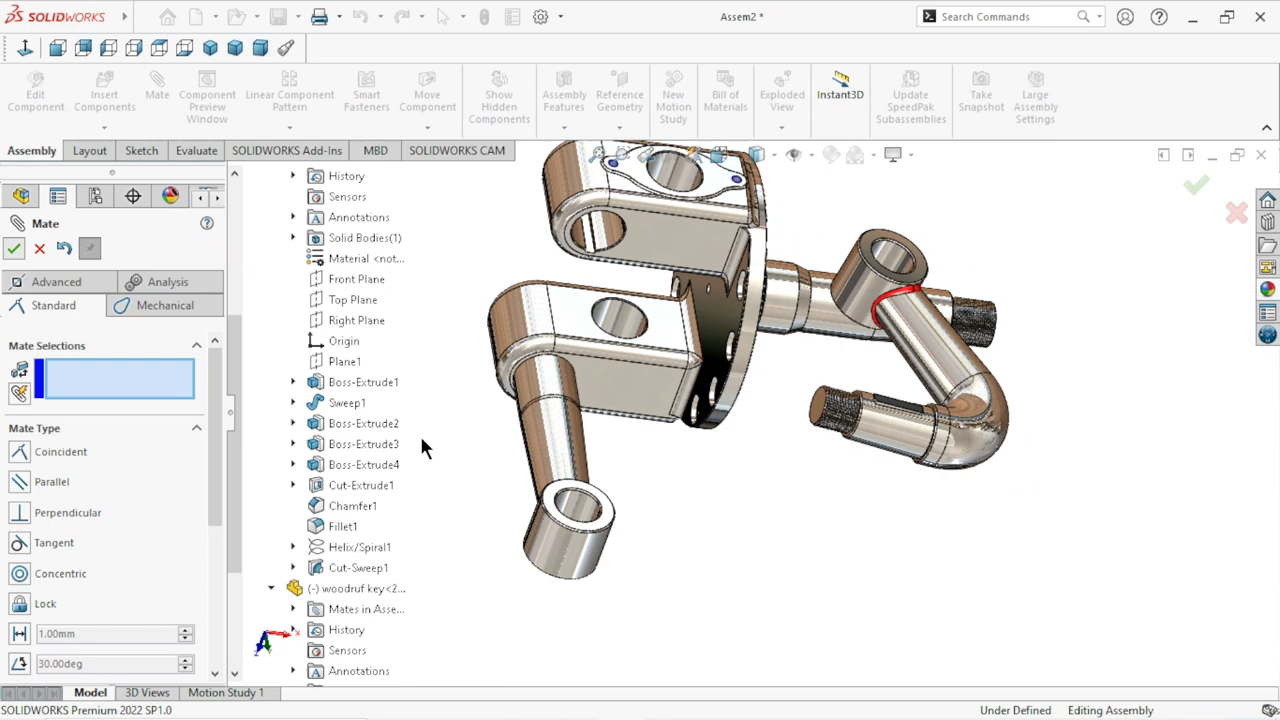 SOLIDWORKS
Assem2 *
Search Commands
Edit Component
Insert Components
Mate
Component Preview Window
Linear Component Pattern
Smart Fasteners
Move Component
Show Hidden Components
Assembly Features
Reference Geometry
New Motion Study
Bill of Materials
Exploded View
Instant3D
Update SpeedPak Subassemblies
Take Snapshot
Large Assembly Settings
Assembly
Layout
Sketch
Evaluate
SOLIDWORKS Add-Ins
MBD
SOLIDWORKS CAM
Mate
Advanced
Analysis
Standard
Mechanical
Mate Selections
Mate Type
Coincident
Parallel
Perpendicular
Tangent
Concentric
Lock
1.00mm
30.00deg
History
Sensors
Annotations
Solid Bodies(1)
Material <not...
Front Plane
Top Plane
Right Plane
Origin
Plane1
Boss-Extrude1
Sweep1
Boss-Extrude2
Boss-Extrude3
Boss-Extrude4
Cut-Extrude1
Chamfer1
Fillet1
Helix/Spiral1
Cut-Sweep1
(-) woodruf key<2...
Mates in Asse...
History
Sensors
Annotations
Model
3D Views
Motion Study 1
SOLIDWORKS Premium 2022 SP1.0
Under Defined
Editing Assembly